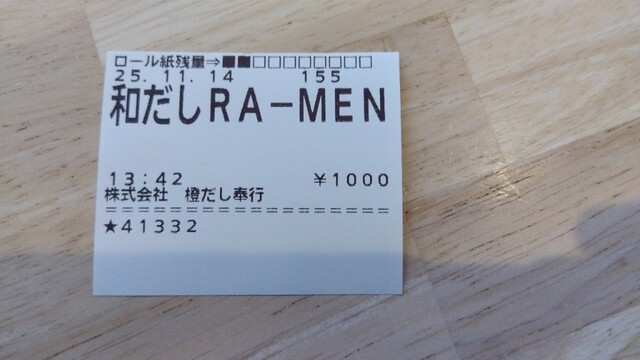 ロール紙残量⇒■■□□□□□□□□
25.11.14 155
和だしRA－MEN
13:42 ￥1000
株式会社 橙だし奉行
====================
★41332